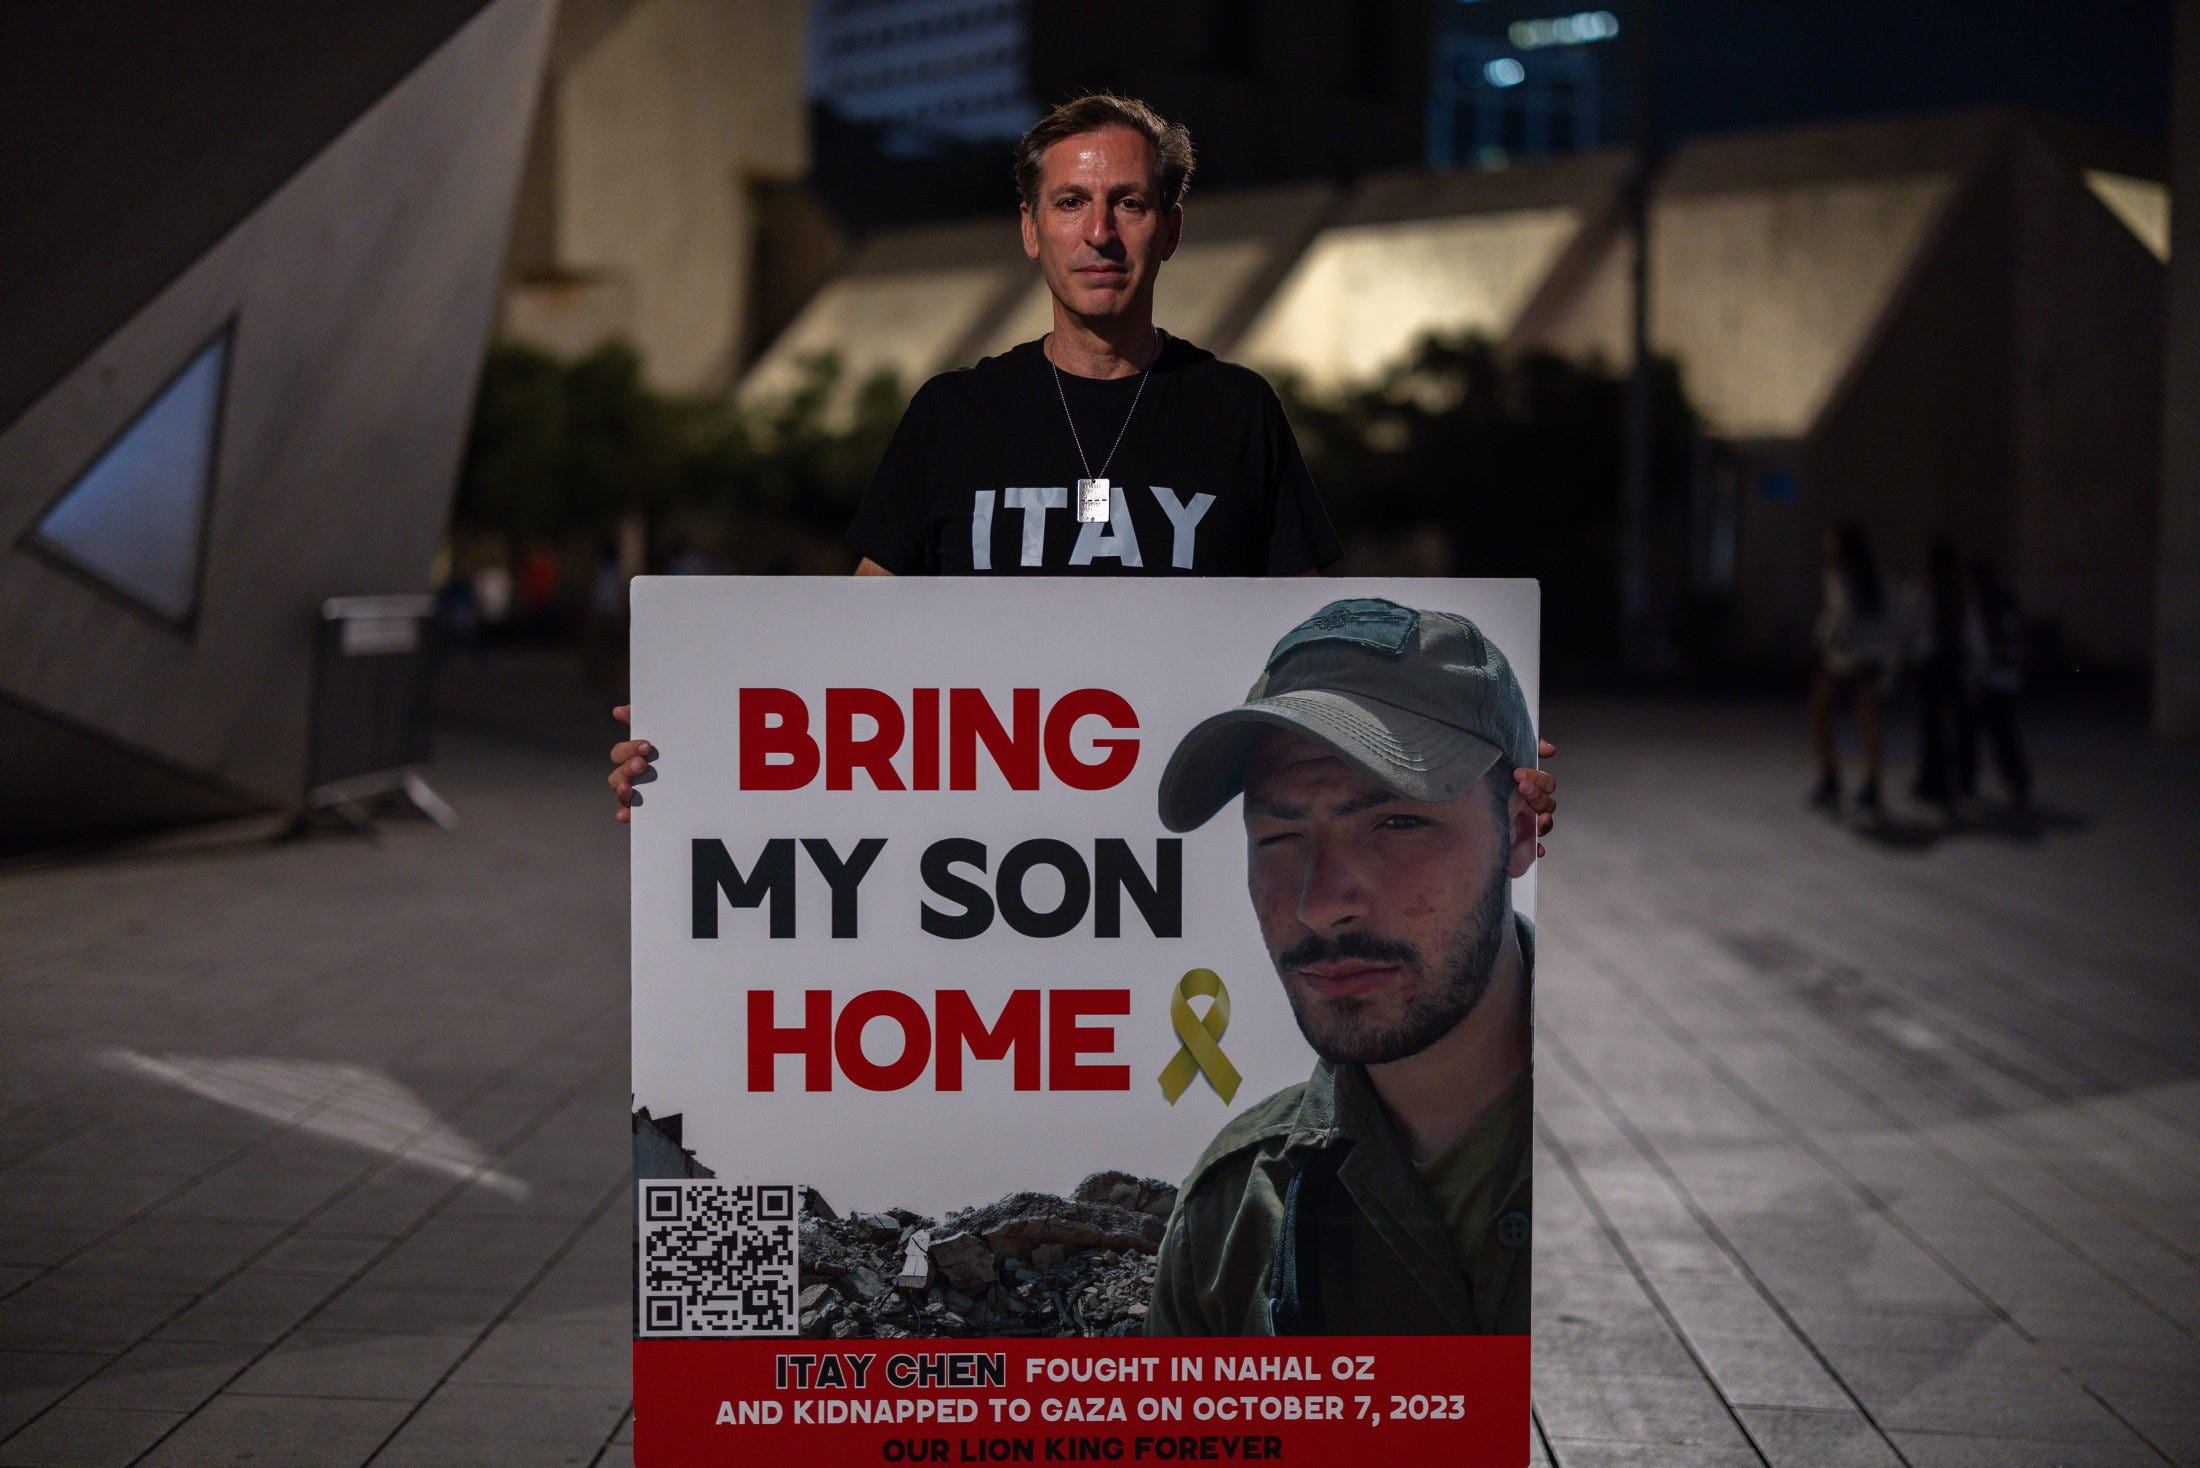 ITAY
BRING
MY SON
HOME
ITAY CHEN FOUGHT IN NAHAL OZ
AND KIDNAPPED TO GAZA ON OCTOBER 7, 2023
OUR LION KING FOREVER